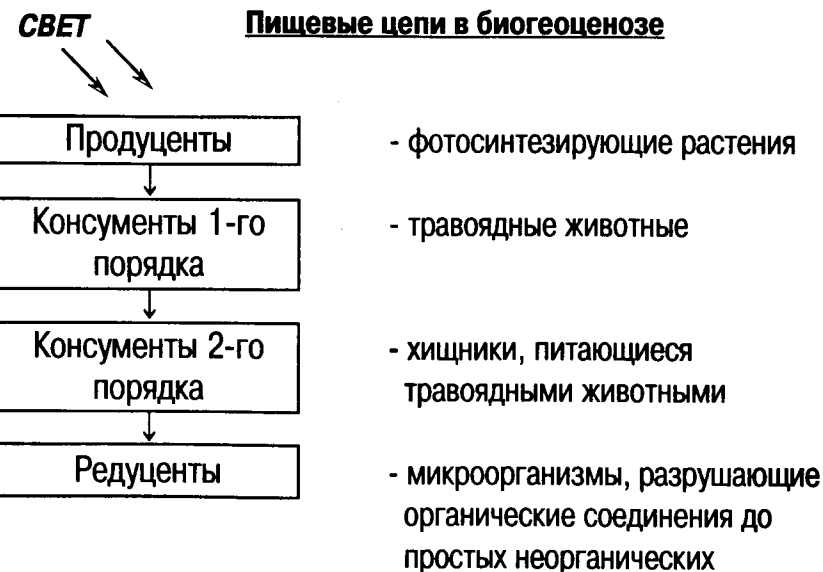 СВЕТ
Пищевые цепи в биогеоценозе
Продуценты
- фотосинтезирующие растения
Консументы 1-го
порядка
- травоядные животные
Консументы 2-го
порядка
- хищники, питающиеся
травоядными животными
Редуценты
- микроорганизмы, разрушающие
органические соединения до
простых неорганических